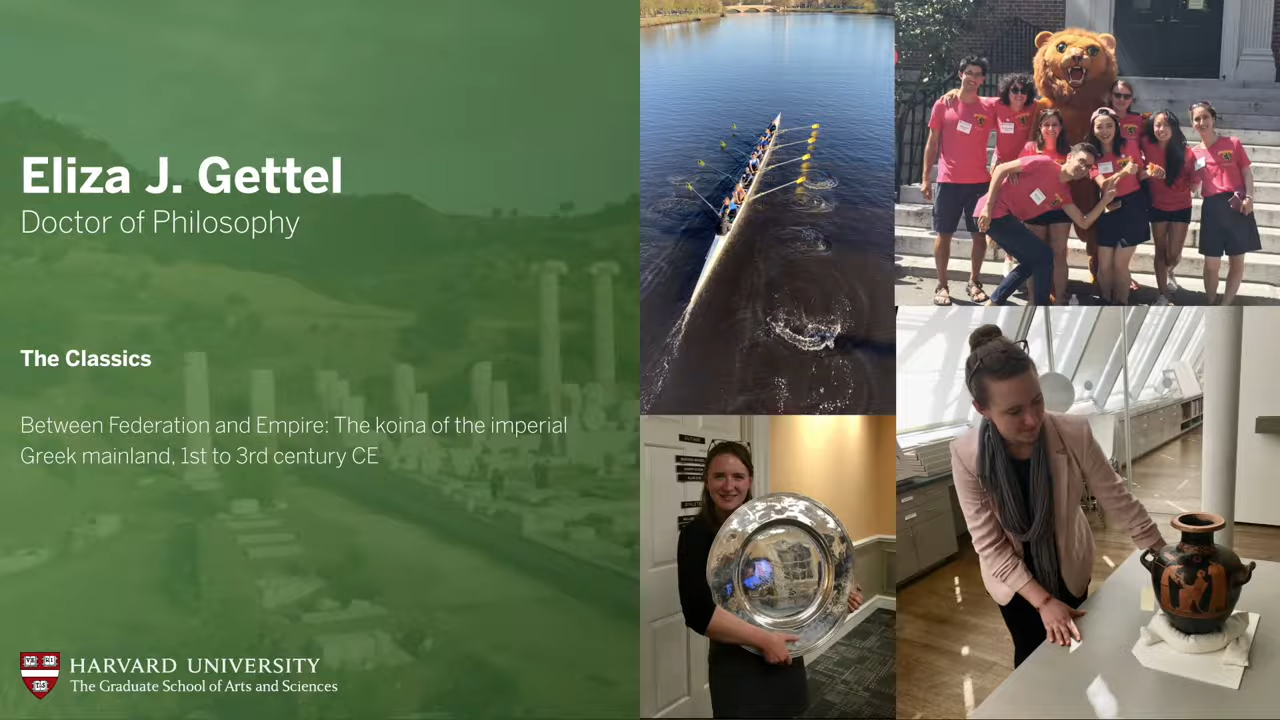 Eliza J. Gettel
Doctor of Philosophy
The Classics
Between Federation and Empire: The koina of the imperial
Greek mainland, 1st to 3rd century CE
HARVARD UNIVERSITY
The Graduate School of Arts and Sciences